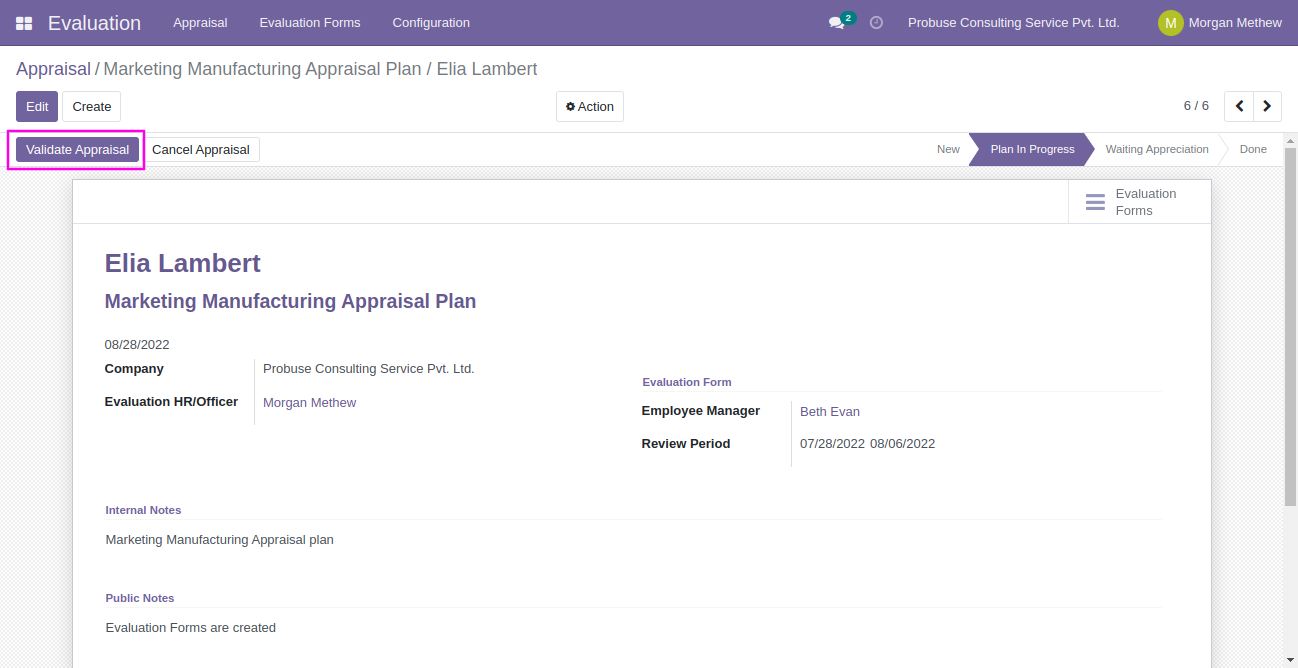 Evaluation Appraisal Evaluation Forms Configuration 2 Probuse Consulting Service Pvt. Ltd. M Morgan Methew
Appraisal / Marketing Manufacturing Appraisal Plan / Elia Lambert
Edit Create Action 6 / 6
Validate Appraisal Cancel Appraisal New Plan In Progress Waiting Appreciation Done
Evaluation
Forms
Elia Lambert
Marketing Manufacturing Appraisal Plan
08/28/2022
Company Probuse Consulting Service Pvt. Ltd.
Evaluation HR/Officer Morgan Methew
Evaluation Form
Employee Manager Beth Evan
Review Period 07/28/2022 08/06/2022
Internal Notes
Marketing Manufacturing Appraisal plan
Public Notes
Evaluation Forms are created